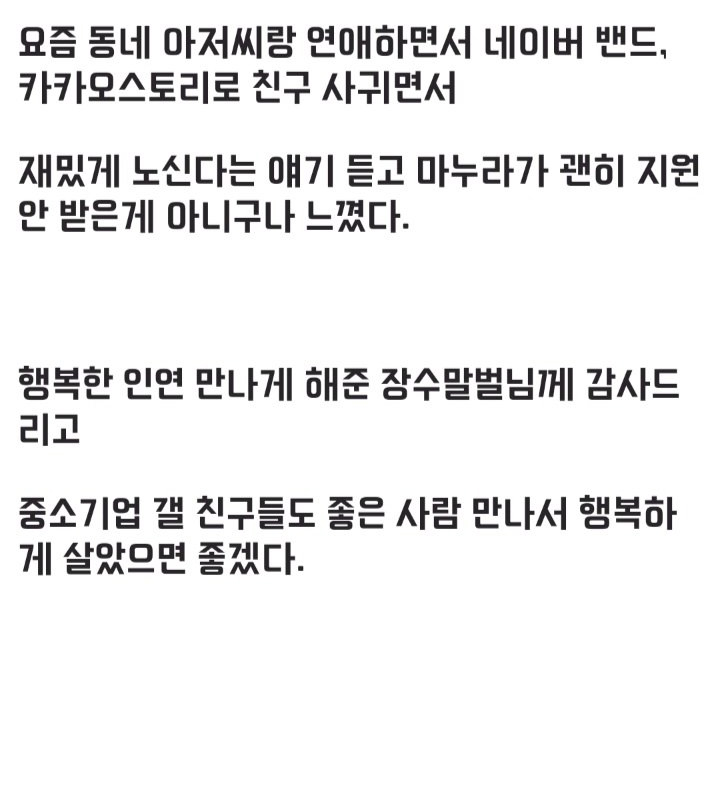 요즘 동네 아저씨랑 연애하면서 네이버 밴드,
카카오스토리로 친구 사귀면서
재밌게 노신다는 얘기 듣고 마누라가 괜히 지원
안 받은게 아니구나 느꼈다.
행복한 인연 만나게 해준 장수말벌님께 감사드
리고
중소기업 갤 친구들도 좋은 사람 만나서 행복하
게 살았으면 좋겠다.